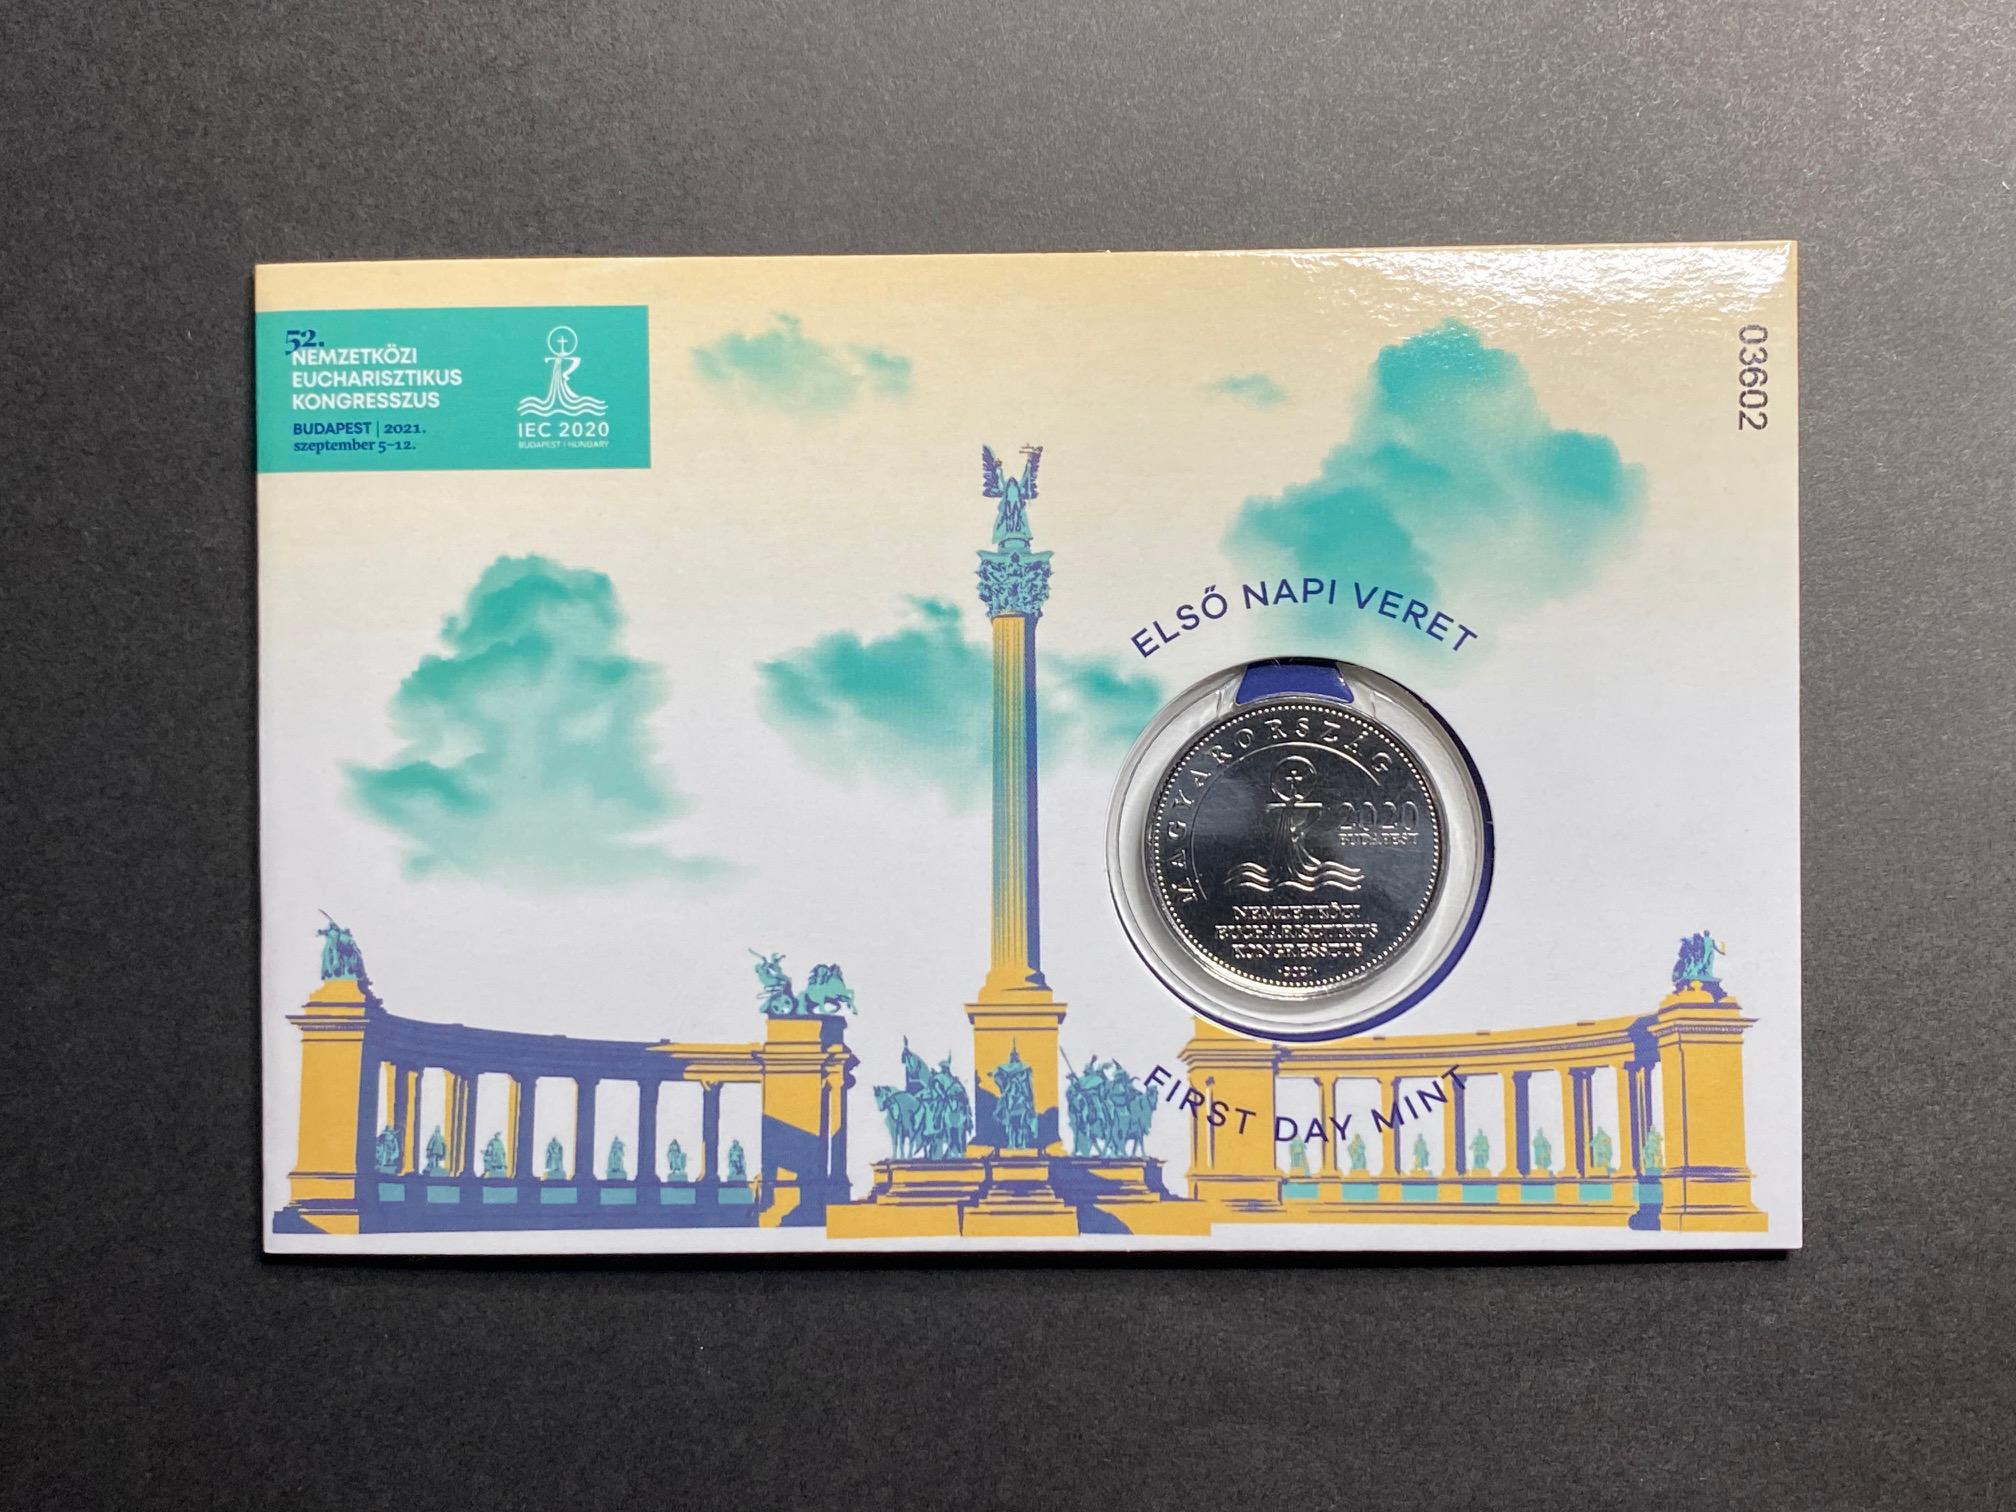 52.
NEMZETKÖZI
EUCHARISZTIKUS
KONGRESSZUS
BUDAPEST | 2021.
szeptember 5–12.
IEC 2020
BUDAPEST | HUNGARY
03602
ELSŐ NAPI VERET
MAGYARORSZÁG
2020
BUDAPEST
NEMZETKÖZI
EUCHARISZTIKUS
KONGRESSZUS
·2021·
FIRST DAY MINT